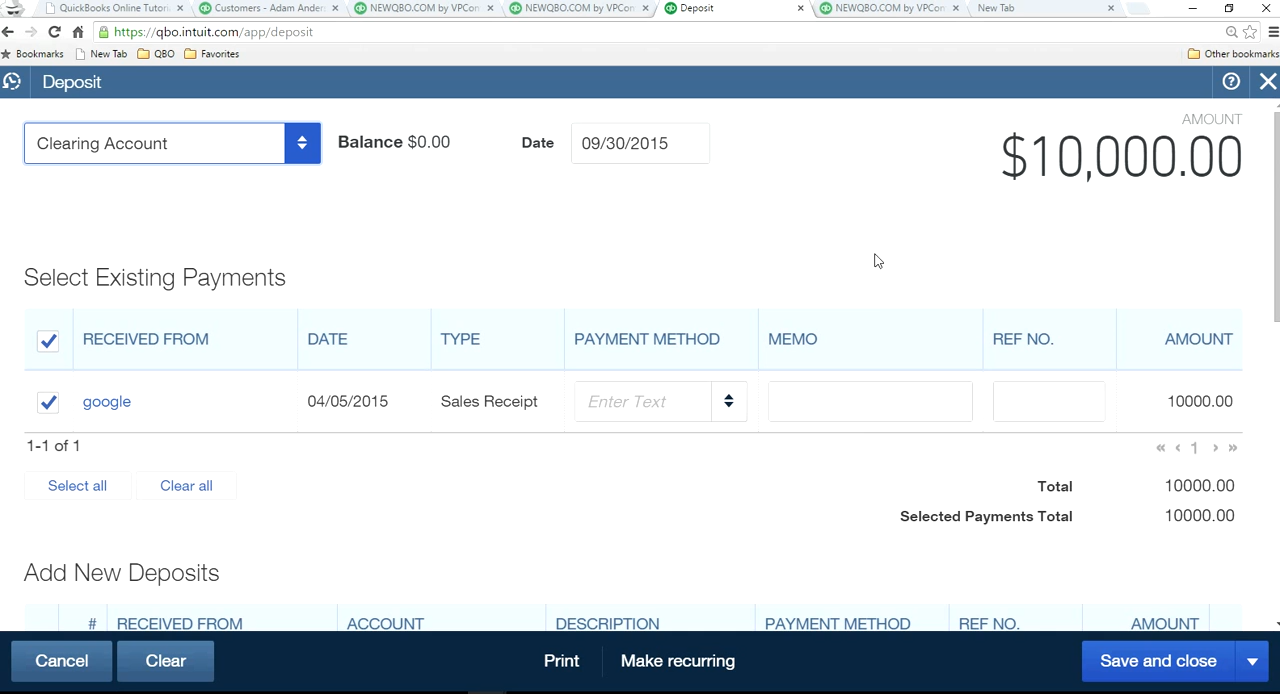 QuickBooks Online Tutori × Customers - Adam Ander × NEWQBO.COM by VPCon × NEWQBO.COM by VPCon × Deposit × NEWQBO.COM by VPCon × New Tab ×
https://qbo.intuit.com/app/deposit
Bookmarks New Tab QBO Favorites Other bookmarks
Deposit
AMOUNT
Clearing Account Balance $0.00 Date 09/30/2015 $10,000.00
Select Existing Payments
RECEIVED FROM DATE TYPE PAYMENT METHOD MEMO REF NO. AMOUNT
google 04/05/2015 Sales Receipt Enter Text 10000.00
1-1 of 1 « ‹ 1 › »
Select all Clear all Total 10000.00
Selected Payments Total 10000.00
Add New Deposits
# RECEIVED FROM ACCOUNT DESCRIPTION PAYMENT METHOD REF NO. AMOUNT
Cancel Clear Print Make recurring Save and close